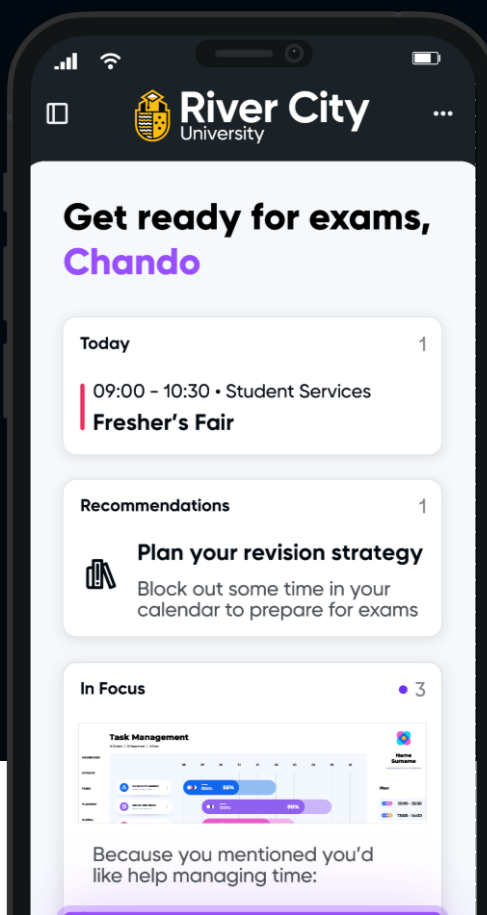 River City
University
Get ready for exams,
Chando
Today 1
09:00 - 10:30 • Student Services
Fresher's Fair
Recommendations 1
Plan your revision strategy
Block out some time in your
calendar to prepare for exams
In Focus • 3
Task Management
Name
Surname
55%
80%
Plan
Because you mentioned you'd
like help managing time: